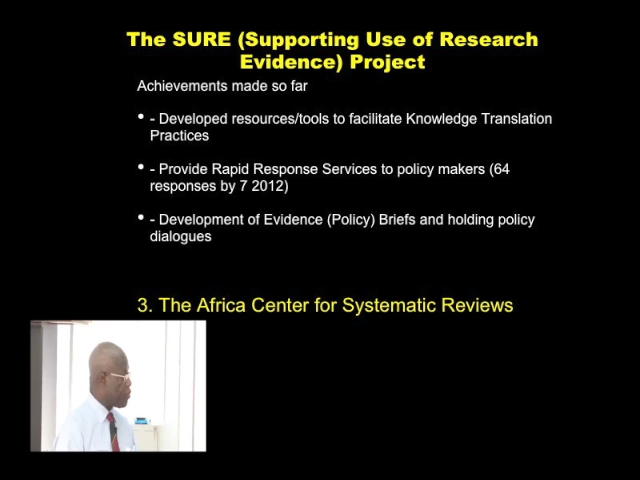 The SURE (Supporting Use of Research
Evidence) Project
Achievements made so far
• - Developed resources/tools to facilitate Knowledge Translation
Practices
• - Provide Rapid Response Services to policy makers (64
responses by 7 2012)
• - Development of Evidence (Policy) Briefs and holding policy
dialogues
3. The Africa Center for Systematic Reviews